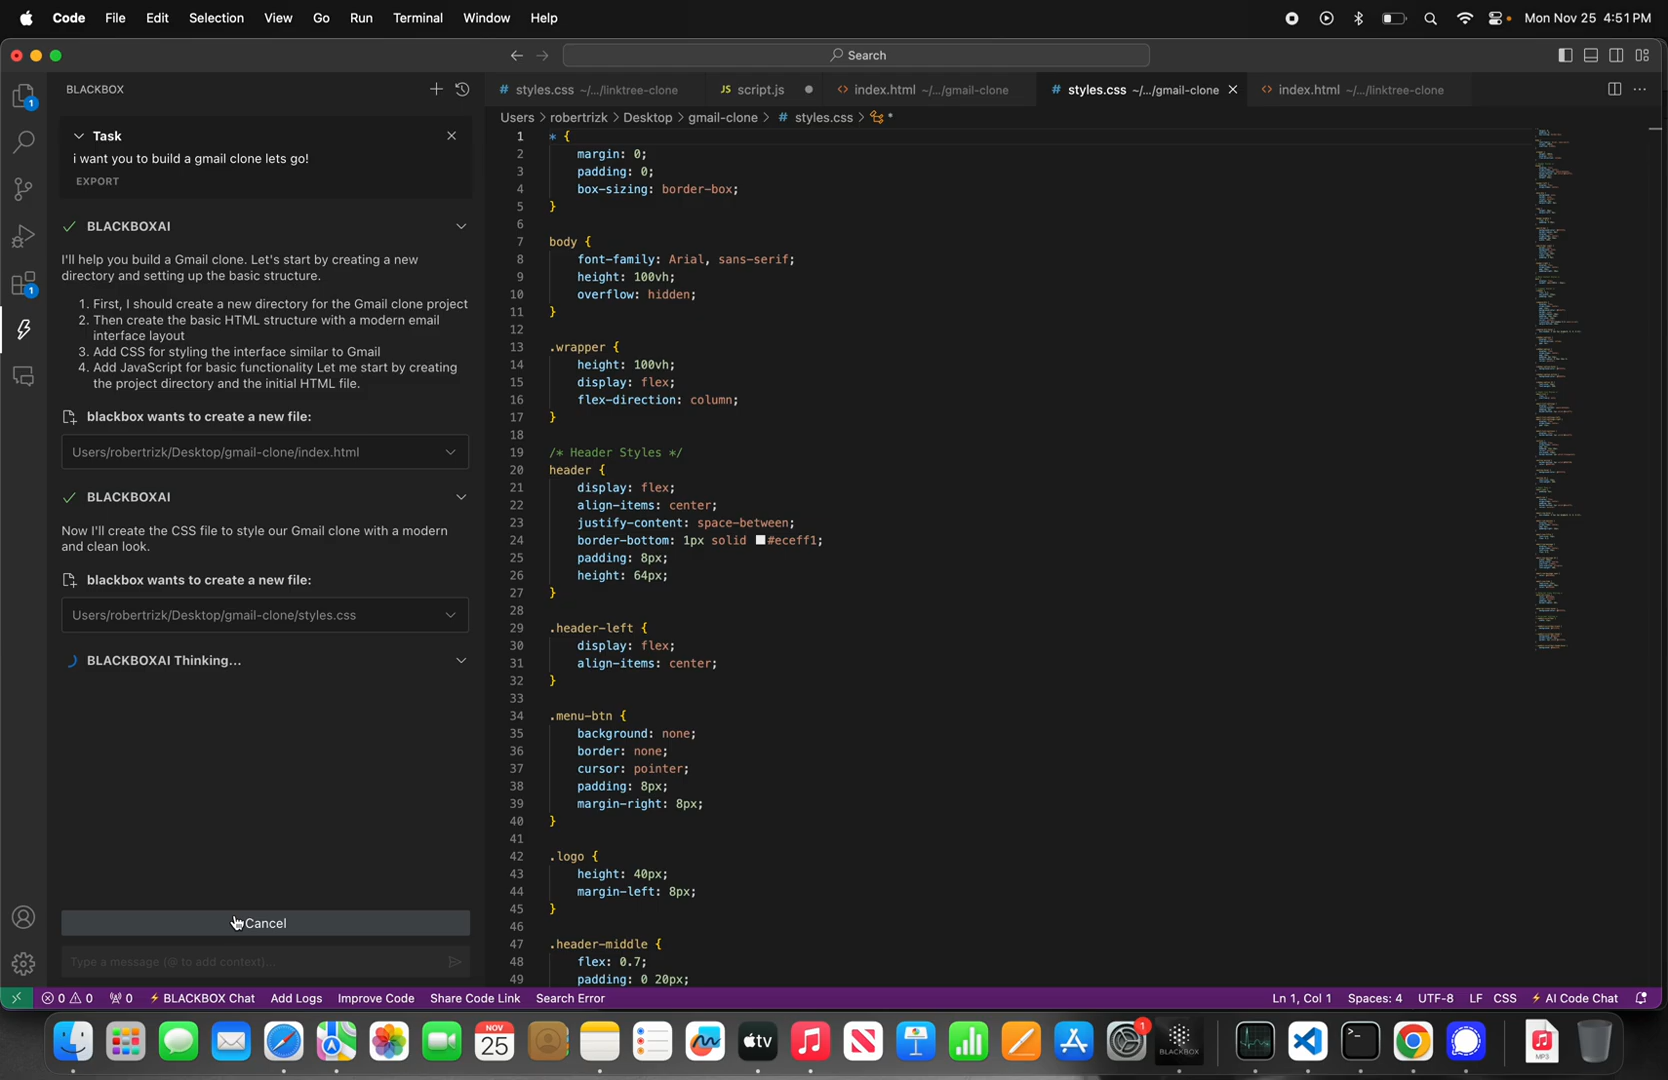 Code File Edit Selection View Go Run Terminal Window Help
Mon Nov 25 4:51 PM
Search
BLACKBOX
# styles.css ~/.../linktree-clone
JS script.js
<> index.html ~/.../gmail-clone
# styles.css ~/.../gmail-clone
<> index.html ~/.../linktree-clone
Users > robertrizk > Desktop > gmail-clone > # styles.css > *
1
1
Task
i want you to build a gmail clone lets go!
EXPORT
BLACKBOXAI
I'll help you build a Gmail clone. Let's start by creating a new
directory and setting up the basic structure.
1. First, I should create a new directory for the Gmail clone project
2. Then create the basic HTML structure with a modern email
interface layout
3. Add CSS for styling the interface similar to Gmail
4. Add JavaScript for basic functionality Let me start by creating
the project directory and the initial HTML file.
blackbox wants to create a new file:
Users/robertrizk/Desktop/gmail-clone/index.html
BLACKBOXAI
Now I'll create the CSS file to style our Gmail clone with a modern
and clean look.
blackbox wants to create a new file:
Users/robertrizk/Desktop/gmail-clone/styles.css
BLACKBOXAI Thinking...
Cancel
Type a message (@ to add context)...
1 * {
2 margin: 0;
3 padding: 0;
4 box-sizing: border-box;
5 }
6
7 body {
8 font-family: Arial, sans-serif;
9 height: 100vh;
10 overflow: hidden;
11 }
12
13 .wrapper {
14 height: 100vh;
15 display: flex;
16 flex-direction: column;
17 }
18
19 /* Header Styles */
20 header {
21 display: flex;
22 align-items: center;
23 justify-content: space-between;
24 border-bottom: 1px solid #eceff1;
25 padding: 8px;
26 height: 64px;
27 }
28
29 .header-left {
30 display: flex;
31 align-items: center;
32 }
33
34 .menu-btn {
35 background: none;
36 border: none;
37 cursor: pointer;
38 padding: 8px;
39 margin-right: 8px;
40 }
41
42 .logo {
43 height: 40px;
44 margin-left: 8px;
45 }
46
47 .header-middle {
48 flex: 0.7;
49 padding: 0 20px;
0 0 0 BLACKBOX Chat Add Logs Improve Code Share Code Link Search Error
Ln 1, Col 1 Spaces: 4 UTF-8 LF CSS AI Code Chat
NOV
25
tv
1
BLACKBOX
MP3